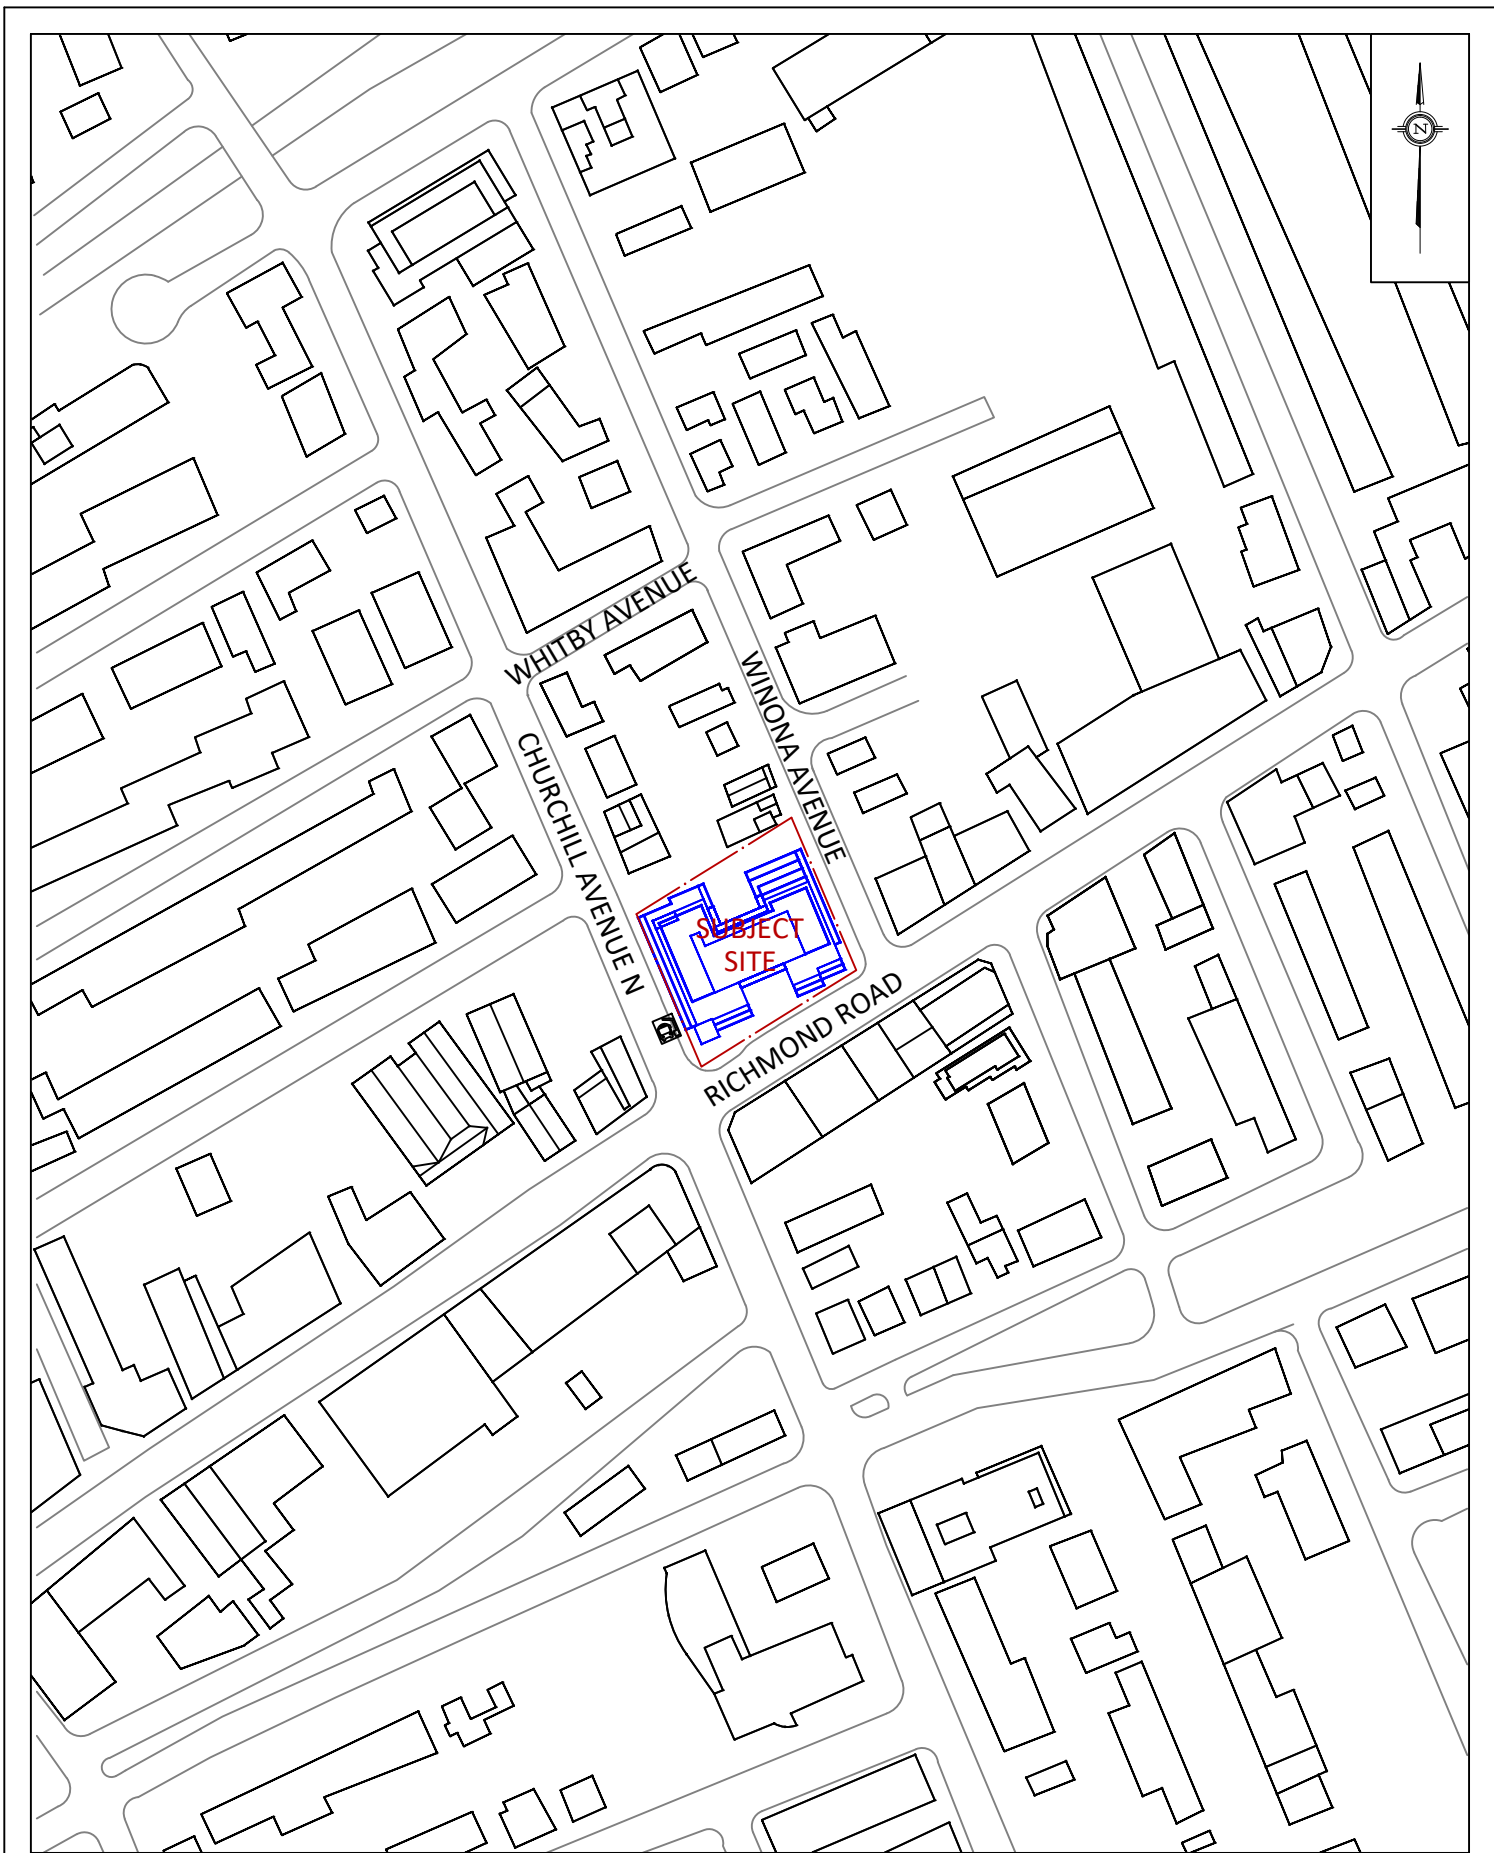 N
WHITBY AVENUE
WINONA AVENUE
CHURCHILL AVENUE N
SUBJECT
SITE
RICHMOND ROAD